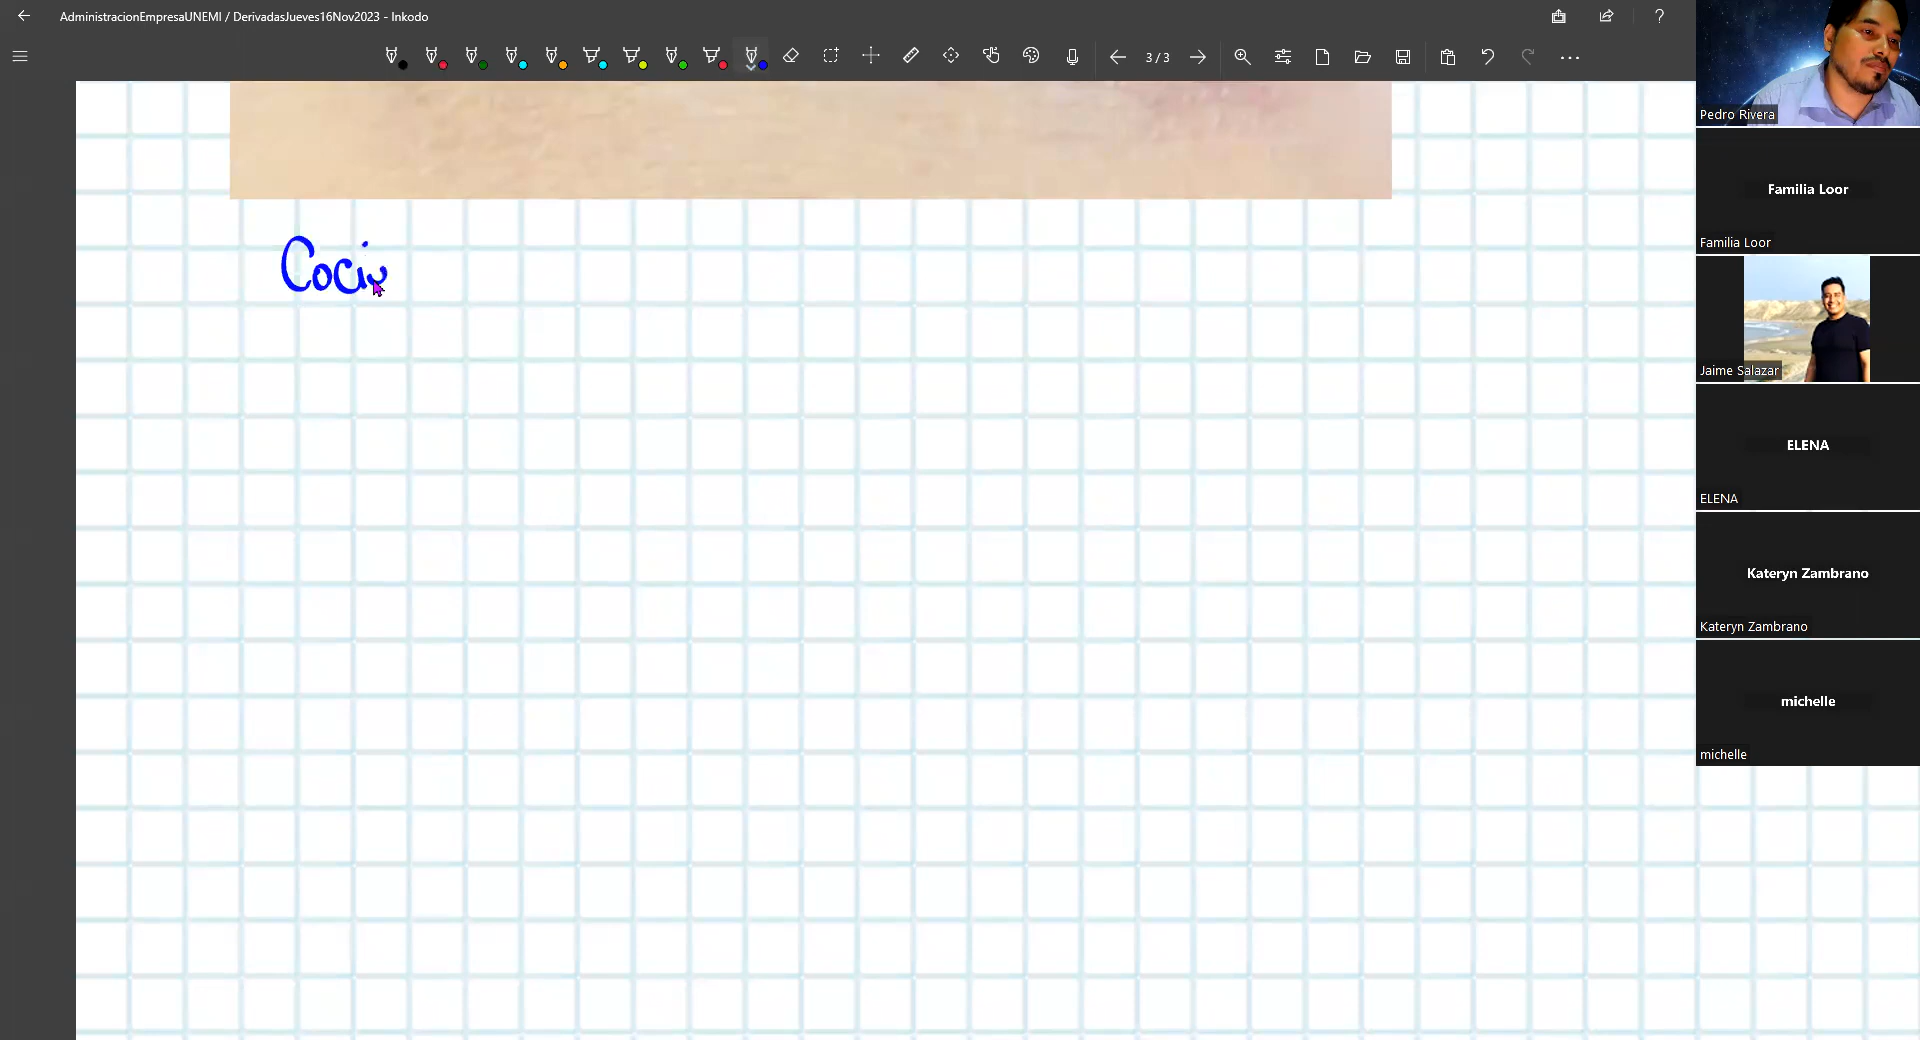 AdministracionEmpresaUNEMI / DerivadasJueves16Nov2023 - Inkodo
?
3 / 3
Pedro Rivera
Familia Loor
Familia Loor
Jaime Salazar
ELENA
ELENA
Kateryn Zambrano
Kateryn Zambrano
michelle
michelle